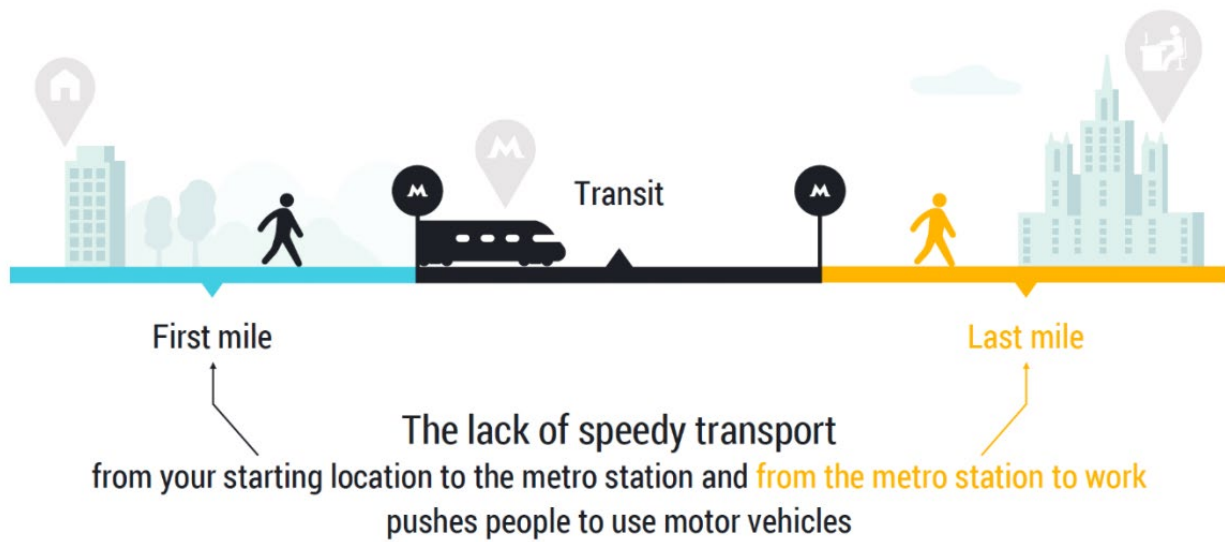 M
M
Transit
M
First mile
Last mile
The lack of speedy transport
from your starting location to the metro station and from the metro station to work
pushes people to use motor vehicles